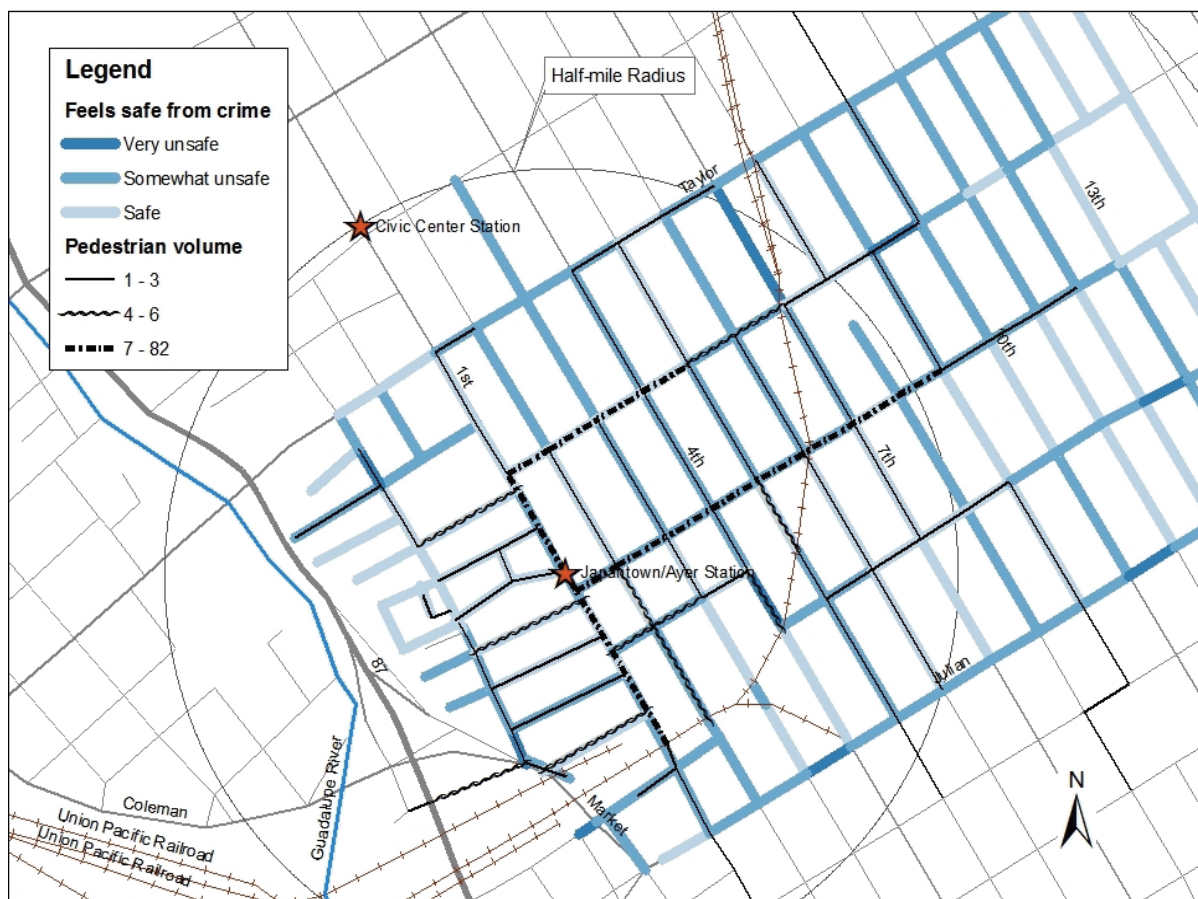 Legend
Feels safe from crime
Very unsafe
Somewhat unsafe
Safe
Pedestrian volume
1 - 3
4 - 6
7 - 82
Half-mile Radius
Taylor
Civic Center Station
13th
1st
0th
4th
7th
Japantown/Ayer Station
87
Julian
Guadalupe River
Coleman
Market
N
Union Pacific Railroad
Union Pacific Railroad